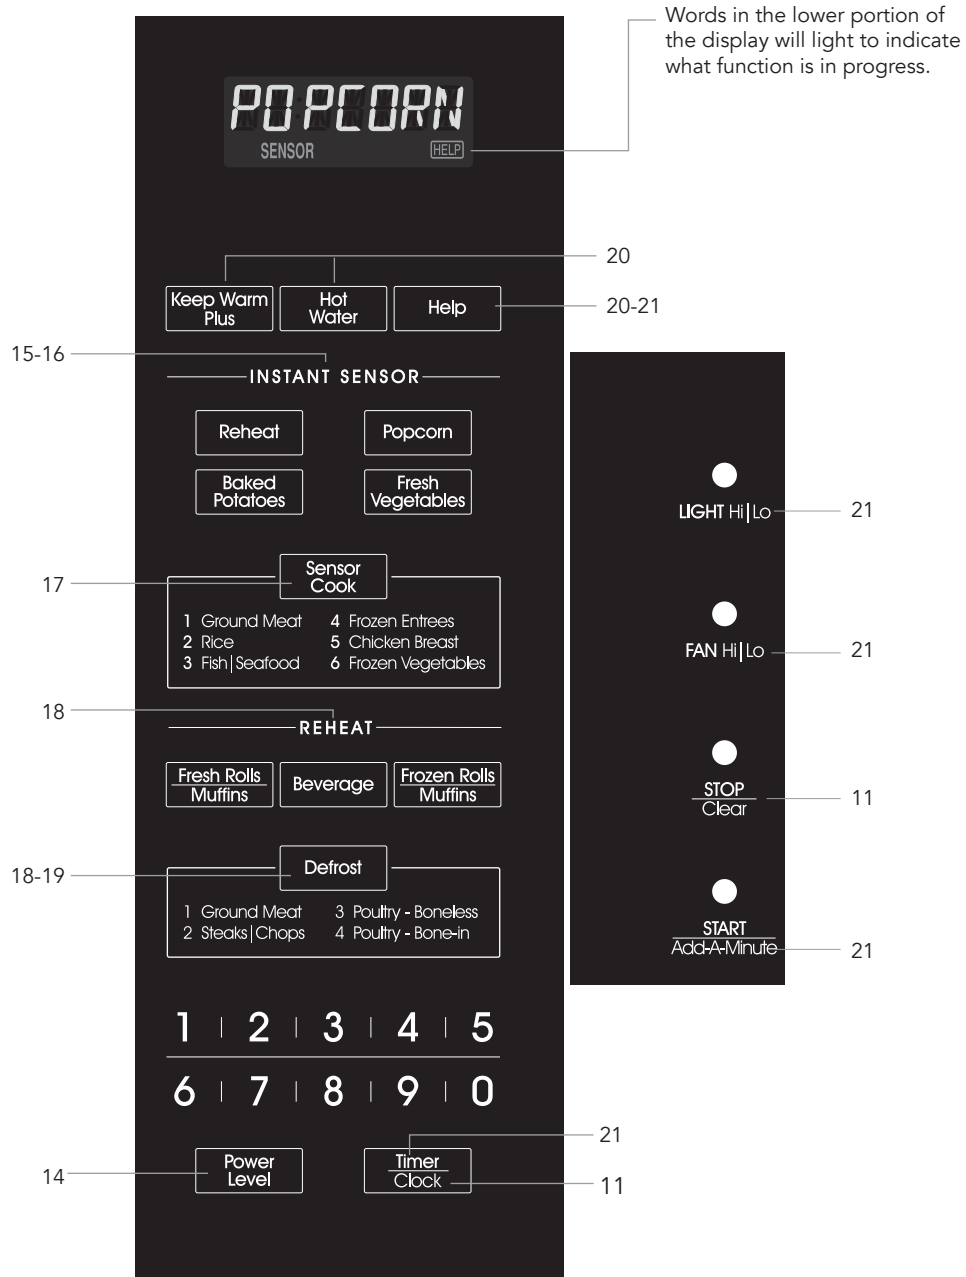 Words in the lower portion of
the display will light to indicate
what function is in progress.
POPCORN
SENSOR HELP
20
Keep Warm
Plus
Hot
Water
Help
20-21
15-16
INSTANT SENSOR
Reheat
Popcorn
Baked
Potatoes
Fresh
Vegetables
17
Sensor
Cook
1 Ground Meat 4 Frozen Entrees
2 Rice 5 Chicken Breast
3 Fish|Seafood 6 Frozen Vegetables
18
REHEAT
Fresh Rolls
Muffins
Beverage
Frozen Rolls
Muffins
18-19
Defrost
1 Ground Meat 3 Poultry - Boneless
2 Steaks|Chops 4 Poultry - Bone-in
1 | 2 | 3 | 4 | 5
6 | 7 | 8 | 9 | 0
14
Power
Level
21
Timer
Clock
11
LIGHT Hi|Lo 21
FAN Hi|Lo 21
STOP
Clear
11
START
Add-A-Minute
21